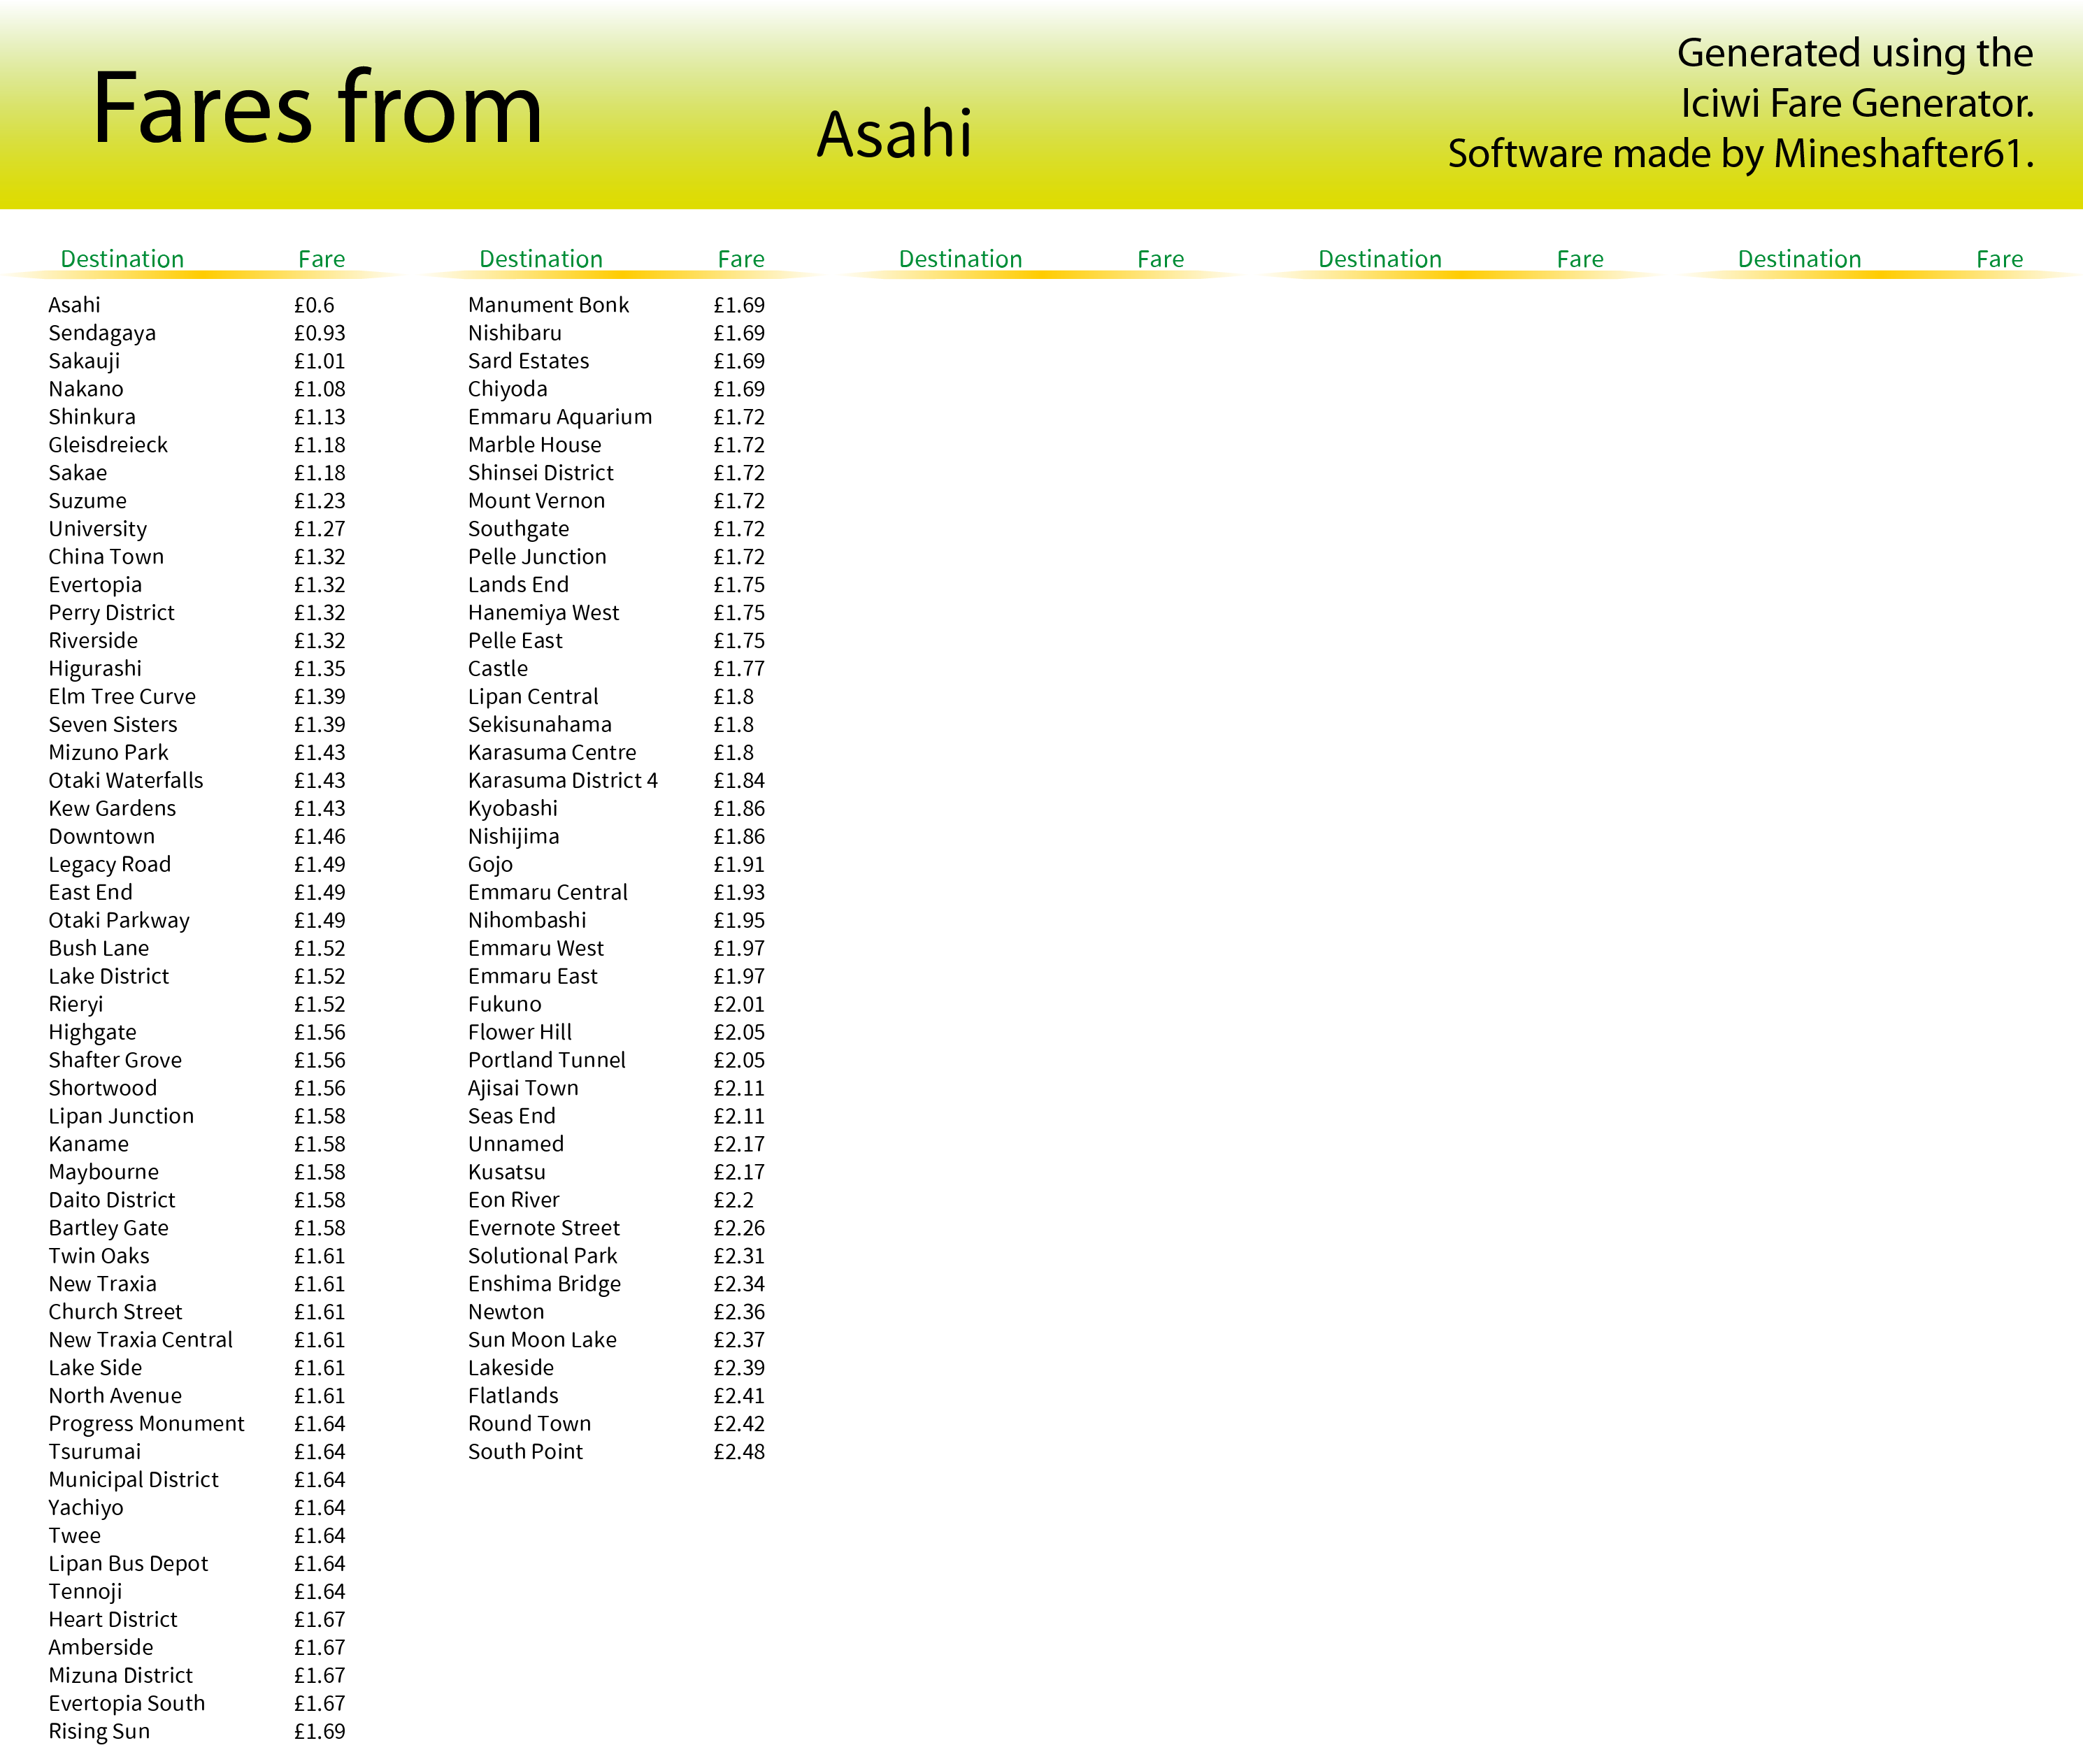 Fares from
Asahi
Generated using the
Iciwi Fare Generator.
Software made by Mineshafter61.
Destination Fare Destination Fare Destination Fare Destination Fare Destination Fare
Asahi £0.6
Sendagaya £0.93
Sakauji £1.01
Nakano £1.08
Shinkura £1.13
Gleisdreieck £1.18
Sakae £1.18
Suzume £1.23
University £1.27
China Town £1.32
Evertopia £1.32
Perry District £1.32
Riverside £1.32
Higurashi £1.35
Elm Tree Curve £1.39
Seven Sisters £1.39
Mizuno Park £1.43
Otaki Waterfalls £1.43
Kew Gardens £1.43
Downtown £1.46
Legacy Road £1.49
East End £1.49
Otaki Parkway £1.49
Bush Lane £1.52
Lake District £1.52
Rieryi £1.52
Highgate £1.56
Shafter Grove £1.56
Shortwood £1.56
Lipan Junction £1.58
Kaname £1.58
Maybourne £1.58
Daito District £1.58
Bartley Gate £1.58
Twin Oaks £1.61
New Traxia £1.61
Church Street £1.61
New Traxia Central £1.61
Lake Side £1.61
North Avenue £1.61
Progress Monument £1.64
Tsurumai £1.64
Municipal District £1.64
Yachiyo £1.64
Twee £1.64
Lipan Bus Depot £1.64
Tennoji £1.64
Heart District £1.67
Amberside £1.67
Mizuna District £1.67
Evertopia South £1.67
Rising Sun £1.69
Manument Bonk £1.69
Nishibaru £1.69
Sard Estates £1.69
Chiyoda £1.69
Emmaru Aquarium £1.72
Marble House £1.72
Shinsei District £1.72
Mount Vernon £1.72
Southgate £1.72
Pelle Junction £1.72
Lands End £1.75
Hanemiya West £1.75
Pelle East £1.75
Castle £1.77
Lipan Central £1.8
Sekisunahama £1.8
Karasuma Centre £1.8
Karasuma District 4 £1.84
Kyobashi £1.86
Nishijima £1.86
Gojo £1.91
Emmaru Central £1.93
Nihombashi £1.95
Emmaru West £1.97
Emmaru East £1.97
Fukuno £2.01
Flower Hill £2.05
Portland Tunnel £2.05
Ajisai Town £2.11
Seas End £2.11
Unnamed £2.17
Kusatsu £2.17
Eon River £2.2
Evernote Street £2.26
Solutional Park £2.31
Enshima Bridge £2.34
Newton £2.36
Sun Moon Lake £2.37
Lakeside £2.39
Flatlands £2.41
Round Town £2.42
South Point £2.48